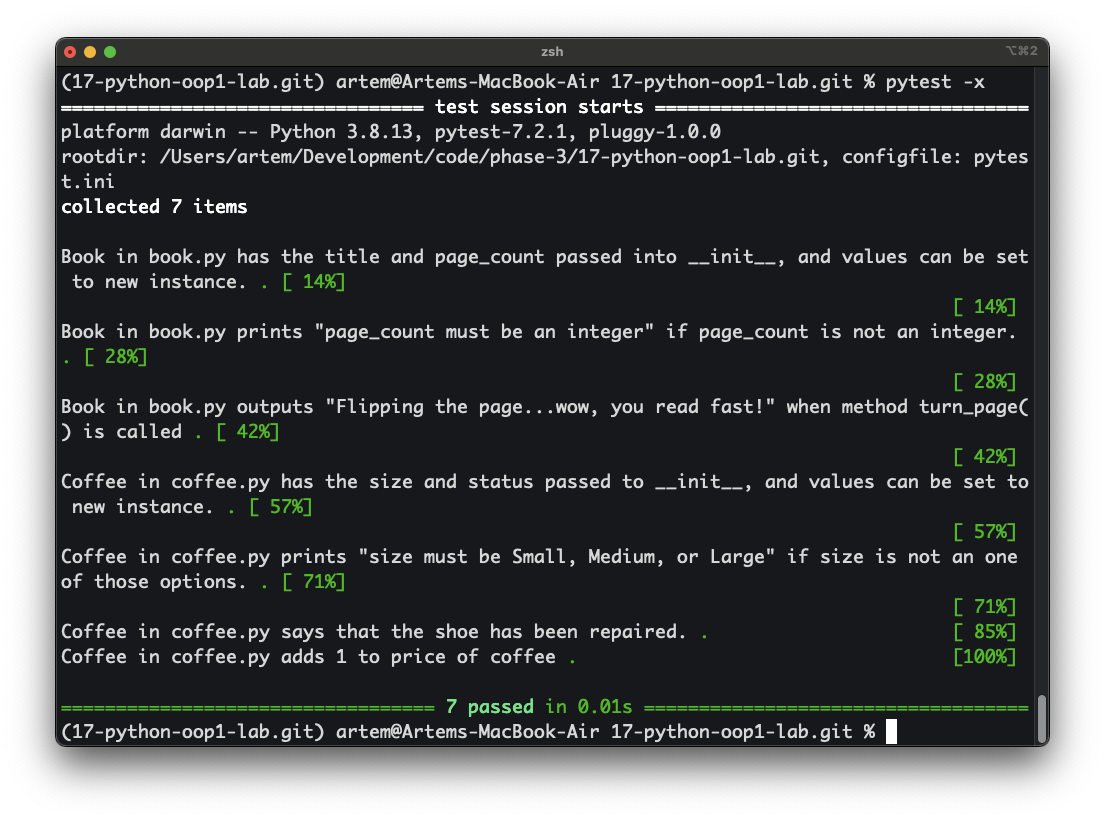 zsh
⌥⌘2
(17-python-oop1-lab.git) artem@Artems-MacBook-Air 17-python-oop1-lab.git % pytest -x
================================= test session starts ==================================
platform darwin -- Python 3.8.13, pytest-7.2.1, pluggy-1.0.0
rootdir: /Users/artem/Development/code/phase-3/17-python-oop1-lab.git, configfile: pytes
t.ini
collected 7 items
Book in book.py has the title and page_count passed into __init__, and values can be set
 to new instance. . [ 14%]
[ 14%]
Book in book.py prints "page_count must be an integer" if page_count is not an integer.
. [ 28%]
[ 28%]
Book in book.py outputs "Flipping the page...wow, you read fast!" when method turn_page(
) is called . [ 42%]
[ 42%]
Coffee in coffee.py has the size and status passed to __init__, and values can be set to
 new instance. . [ 57%]
[ 57%]
Coffee in coffee.py prints "size must be Small, Medium, or Large" if size is not an one
of those options. . [ 71%]
[ 71%]
Coffee in coffee.py says that the shoe has been repaired. . [ 85%]
Coffee in coffee.py adds 1 to price of coffee . [100%]
================================== 7 passed in 0.01s ===================================
(17-python-oop1-lab.git) artem@Artems-MacBook-Air 17-python-oop1-lab.git %